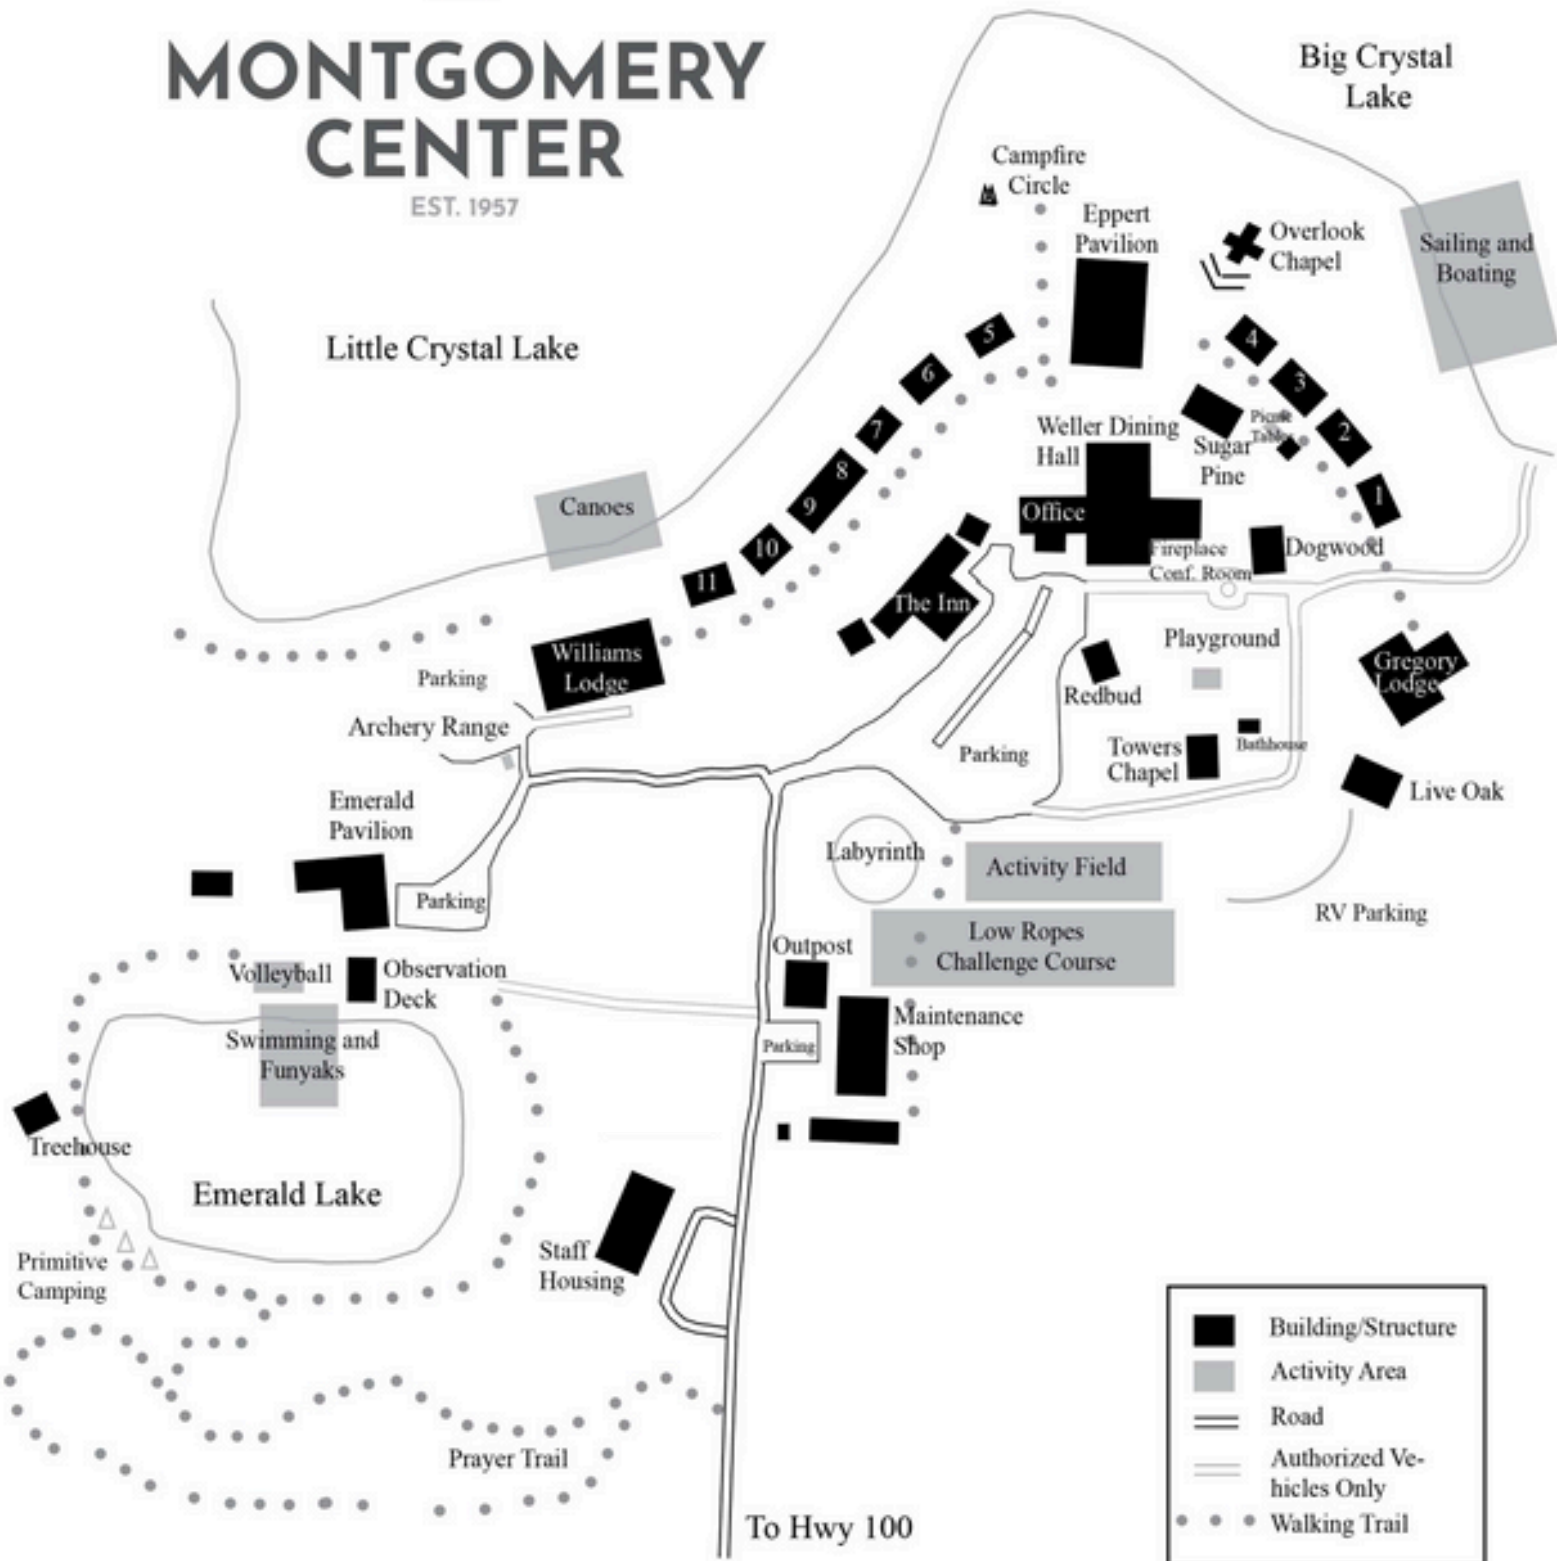 MONTGOMERY
CENTER
EST. 1957
Big Crystal
Lake
Campfire
Circle
Eppert
Pavilion
Overlook
Chapel
Sailing and
Boating
Little Crystal Lake
5
4
6
3
7
Weller Dining
Hall
Picnic
Tables
2
Sugar
Pine
8
9
1
Canoes
Office
10
Fireplace
Conf. Room
Dogwood
11
The Inn
Williams
Lodge
Playground
Gregory
Lodge
Parking
Redbud
Archery Range
Parking
Towers
Chapel
Bathhouse
Live Oak
Emerald
Pavilion
Labyrinth
Activity Field
Parking
RV Parking
Low Ropes
Challenge Course
Outpost
Volleyball
Observation
Deck
Maintenance
Shop
Swimming and
Funyaks
Parking
Treehouse
Emerald Lake
Primitive
Camping
Staff
Housing
Prayer Trail
To Hwy 100
Building/Structure
Activity Area
Road
Authorized Ve-
hicles Only
Walking Trail